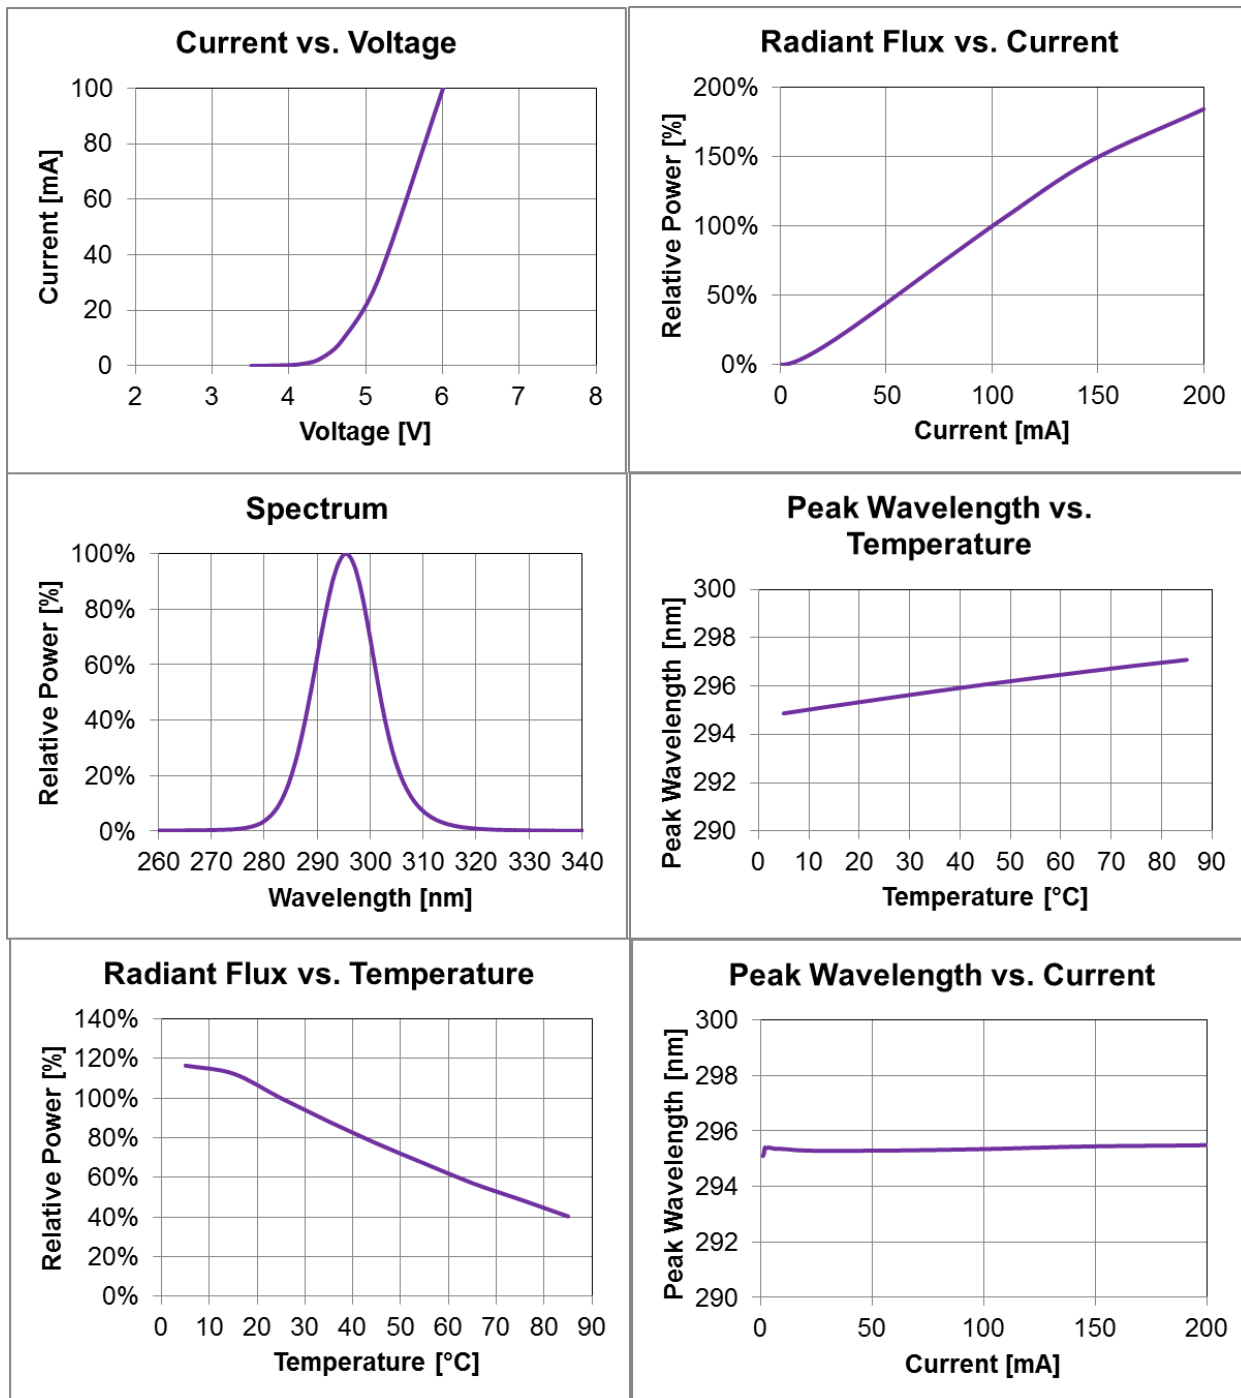 Current vs. Voltage
Current [mA]
100
80
60
40
20
0
2 3 4 5 6 7 8
Voltage [V]
Radiant Flux vs. Current
Relative Power [%]
200%
150%
100%
50%
0%
0 50 100 150 200
Current [mA]
Spectrum
Relative Power [%]
100%
80%
60%
40%
20%
0%
260 270 280 290 300 310 320 330 340
Wavelength [nm]
Peak Wavelength vs.
Temperature
Peak Wavelength [nm]
300
298
296
294
292
290
0 10 20 30 40 50 60 70 80 90
Temperature [°C]
Radiant Flux vs. Temperature
Relative Power [%]
140%
120%
100%
80%
60%
40%
20%
0%
0 10 20 30 40 50 60 70 80 90
Temperature [°C]
Peak Wavelength vs. Current
Peak Wavelength [nm]
300
298
296
294
292
290
0 50 100 150 200
Current [mA]